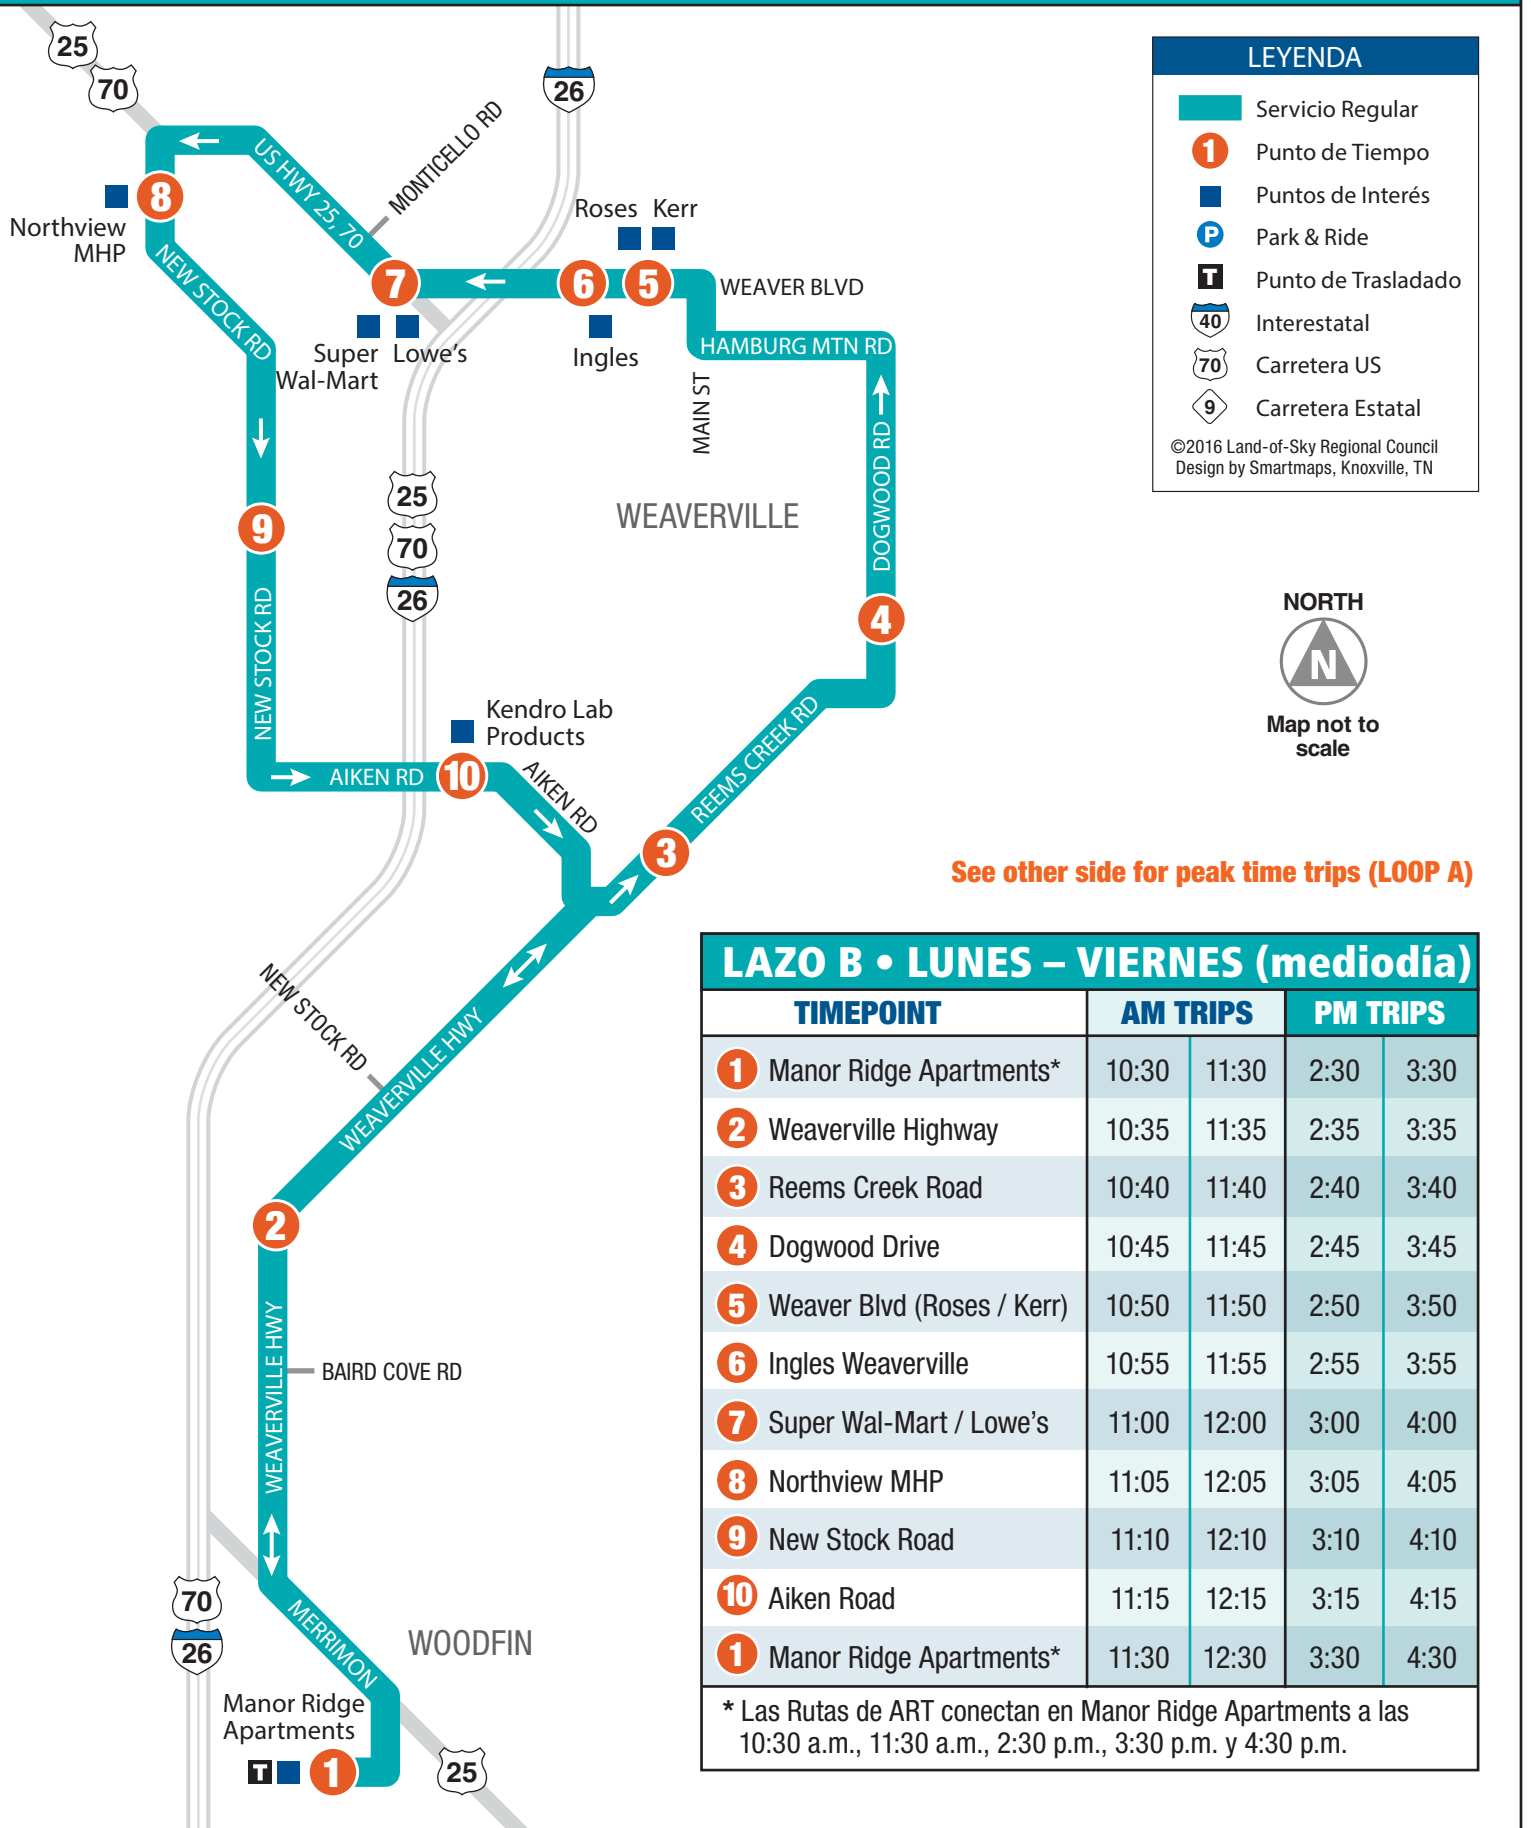 25
70
26
MONTICELLO RD
US HWY 25, 70
8
Northview
MHP
NEW STOCK RD
7
Super
Wal-Mart
Lowe's
Roses
Kerr
6
5
Ingles
WEAVER BLVD
HAMBURG MTN RD
MAIN ST
DOGWOOD RD
25
70
26
WEAVERVILLE
9
NEW STOCK RD
4
Kendro Lab
Products
AIKEN RD
10
AIKEN RD
REEMS CREEK RD
3
NEW STOCK RD
WEAVERVILLE HWY
2
WEAVERVILLE HWY
BAIRD COVE RD
70
26
MERRIMON
WOODFIN
Manor Ridge
Apartments
T
1
25
LEYENDA
Servicio Regular
1 Punto de Tiempo
Puntos de Interés
P Park & Ride
T Punto de Trasladado
40 Interestatal
70 Carretera US
9 Carretera Estatal
©2016 Land-of-Sky Regional Council
Design by Smartmaps, Knoxville, TN
NORTH
N
Map not to
scale
See other side for peak time trips (LOOP A)
LAZO B • LUNES – VIERNES (mediodía)
TIMEPOINT AM TRIPS PM TRIPS
1 Manor Ridge Apartments* 10:30 11:30 2:30 3:30
2 Weaverville Highway 10:35 11:35 2:35 3:35
3 Reems Creek Road 10:40 11:40 2:40 3:40
4 Dogwood Drive 10:45 11:45 2:45 3:45
5 Weaver Blvd (Roses / Kerr) 10:50 11:50 2:50 3:50
6 Ingles Weaverville 10:55 11:55 2:55 3:55
7 Super Wal-Mart / Lowe's 11:00 12:00 3:00 4:00
8 Northview MHP 11:05 12:05 3:05 4:05
9 New Stock Road 11:10 12:10 3:10 4:10
10 Aiken Road 11:15 12:15 3:15 4:15
1 Manor Ridge Apartments* 11:30 12:30 3:30 4:30
* Las Rutas de ART conectan en Manor Ridge Apartments a las
10:30 a.m., 11:30 a.m., 2:30 p.m., 3:30 p.m. y 4:30 p.m.